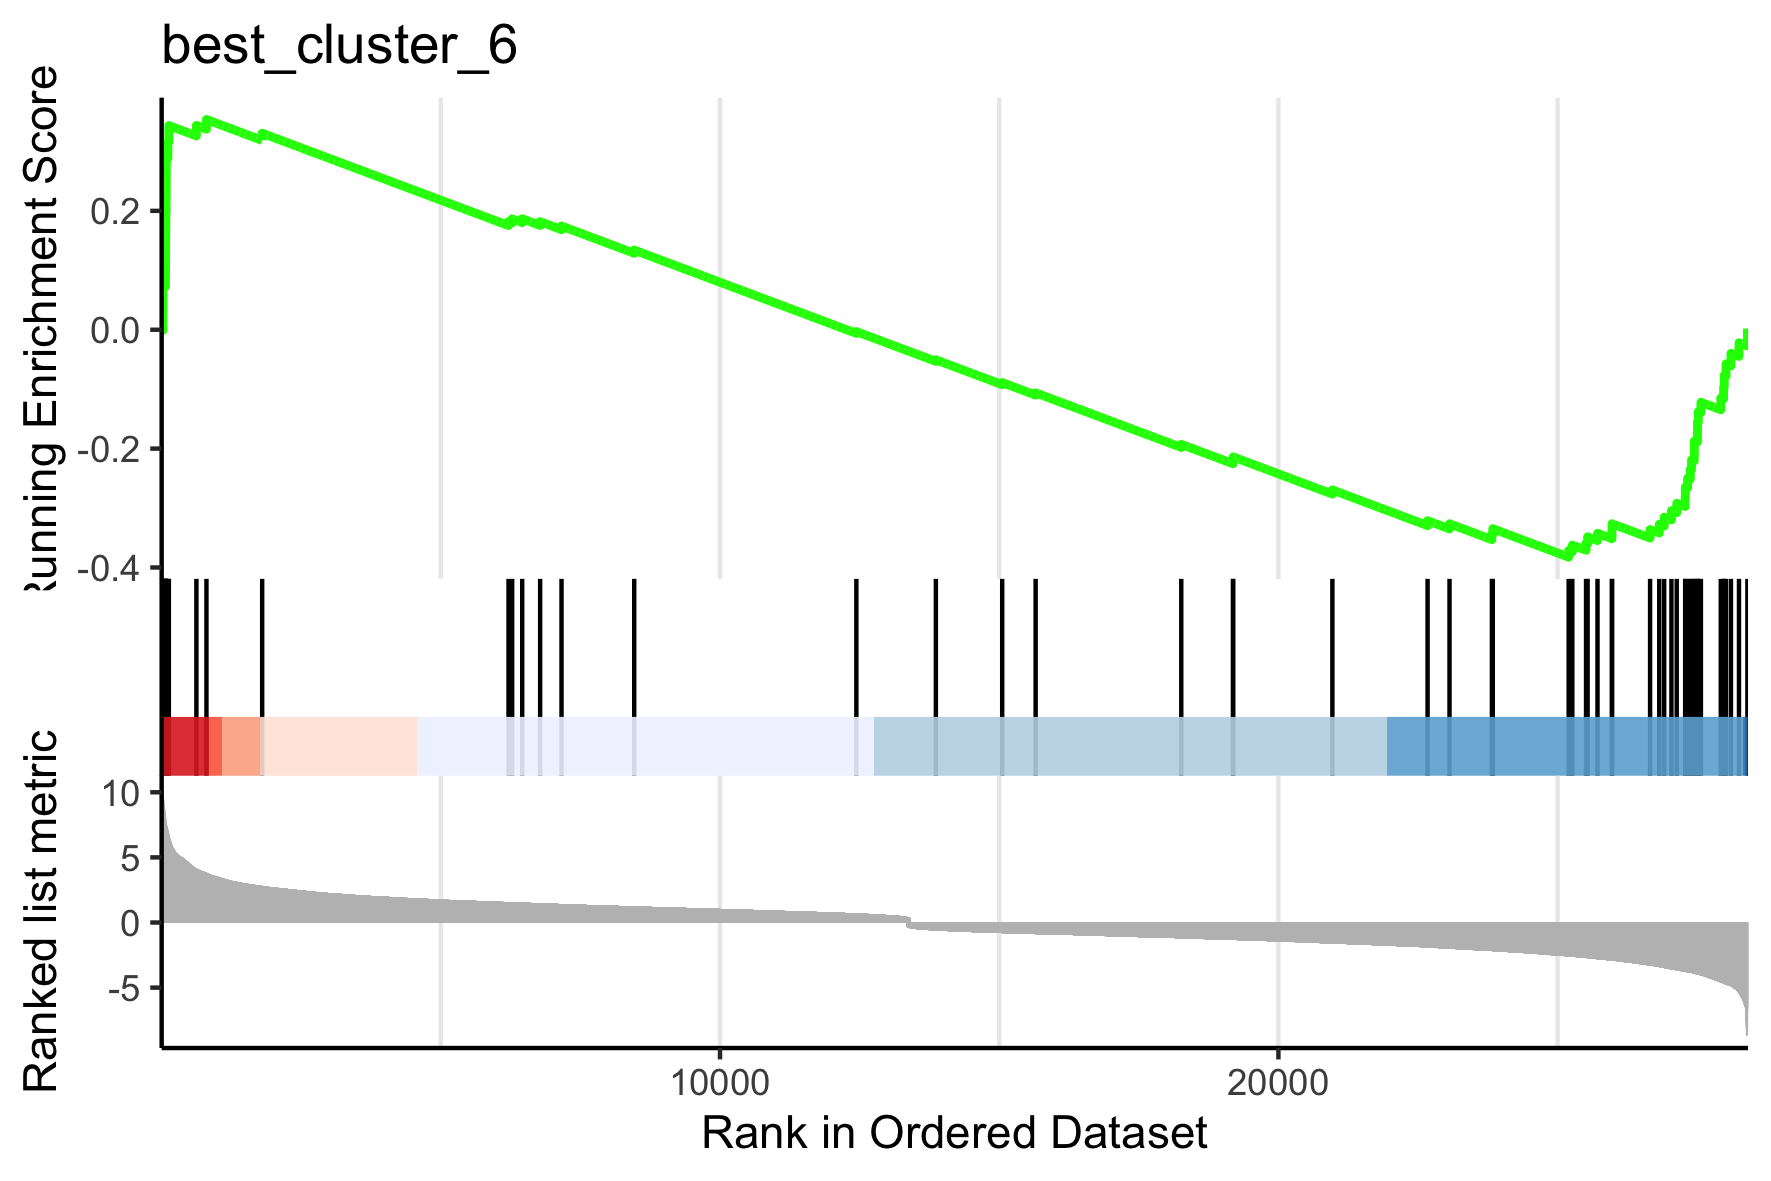 best_cluster_6
Running Enrichment Score
0.2
0.0
-0.2
-0.4
Ranked list metric
10
5
0
-5
10000
20000
Rank in Ordered Dataset